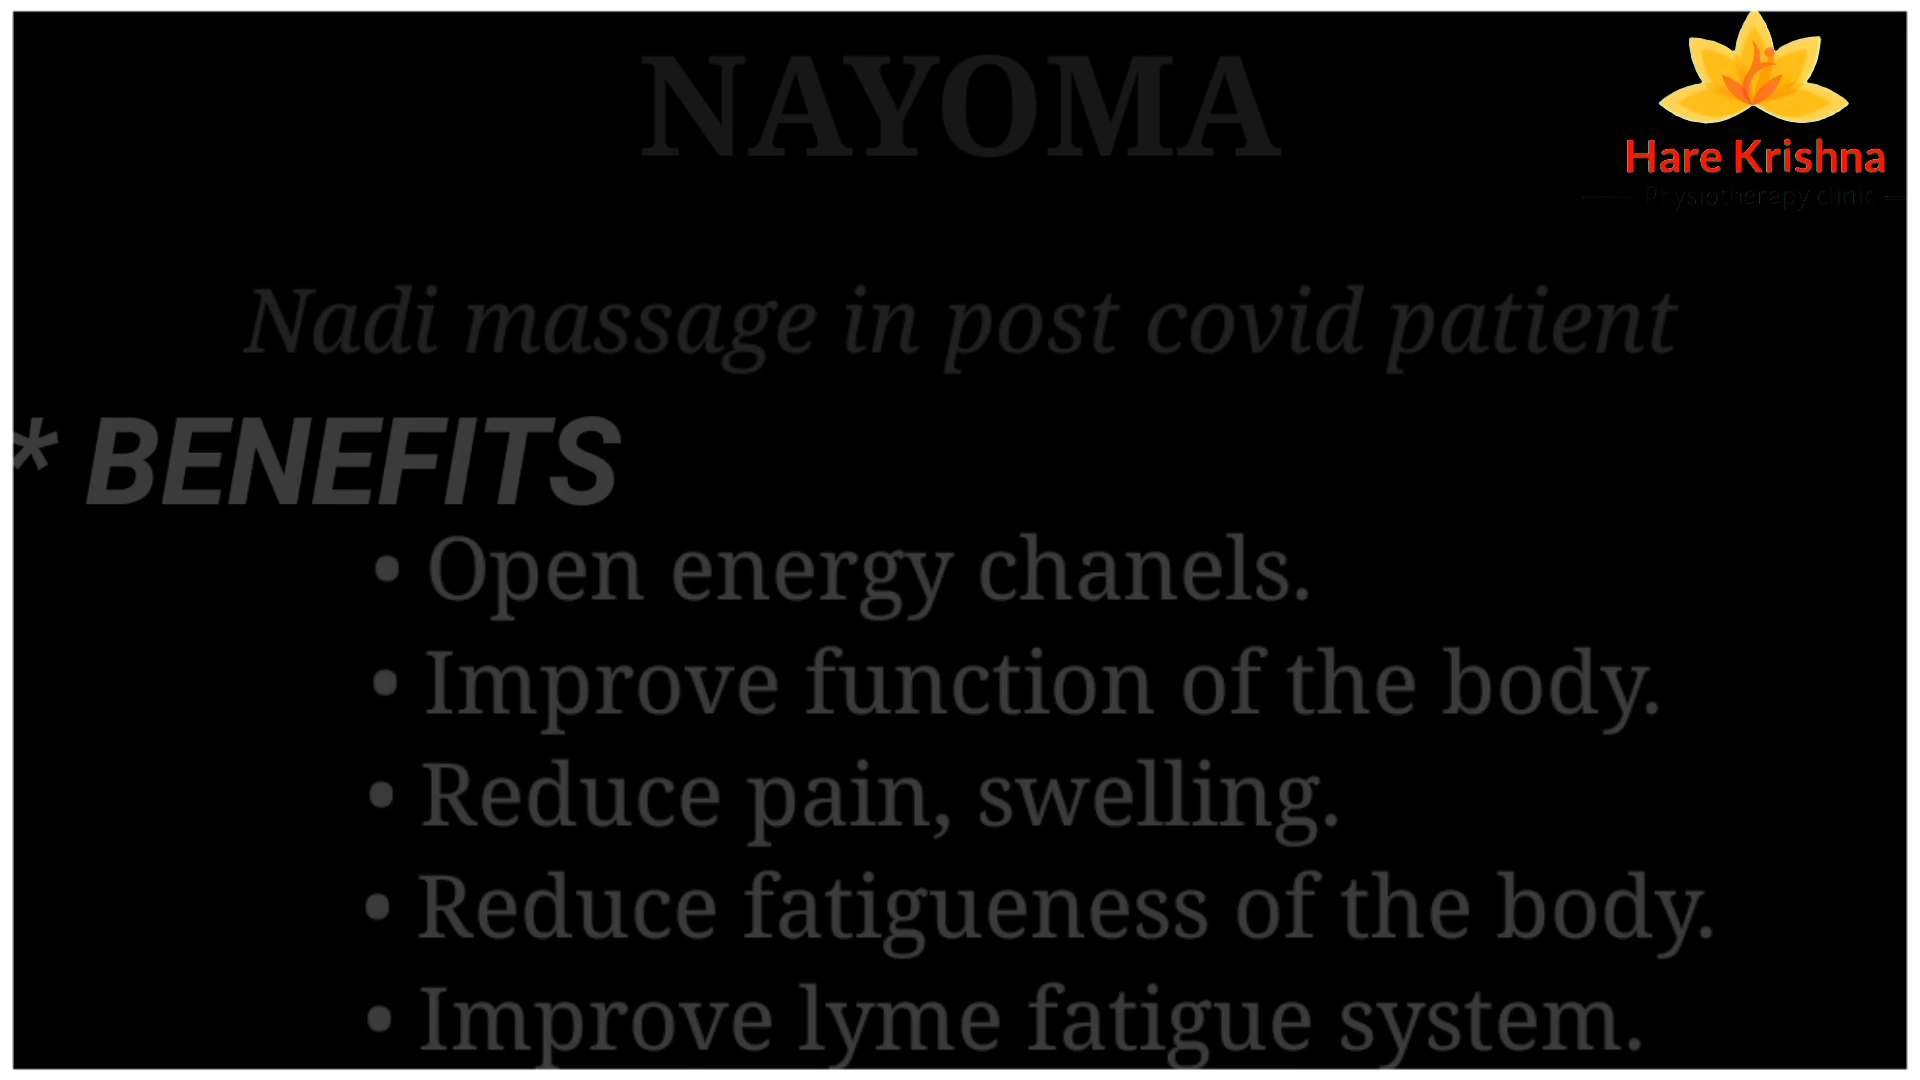 NAYOMA
Hare Krishna
Physiotherapy clinic
Nadi massage in post covid patient
* BENEFITS
• Open energy chanels.
• Improve function of the body.
• Reduce pain, swelling.
• Reduce fatigueness of the body.
• Improve lyme fatigue system.